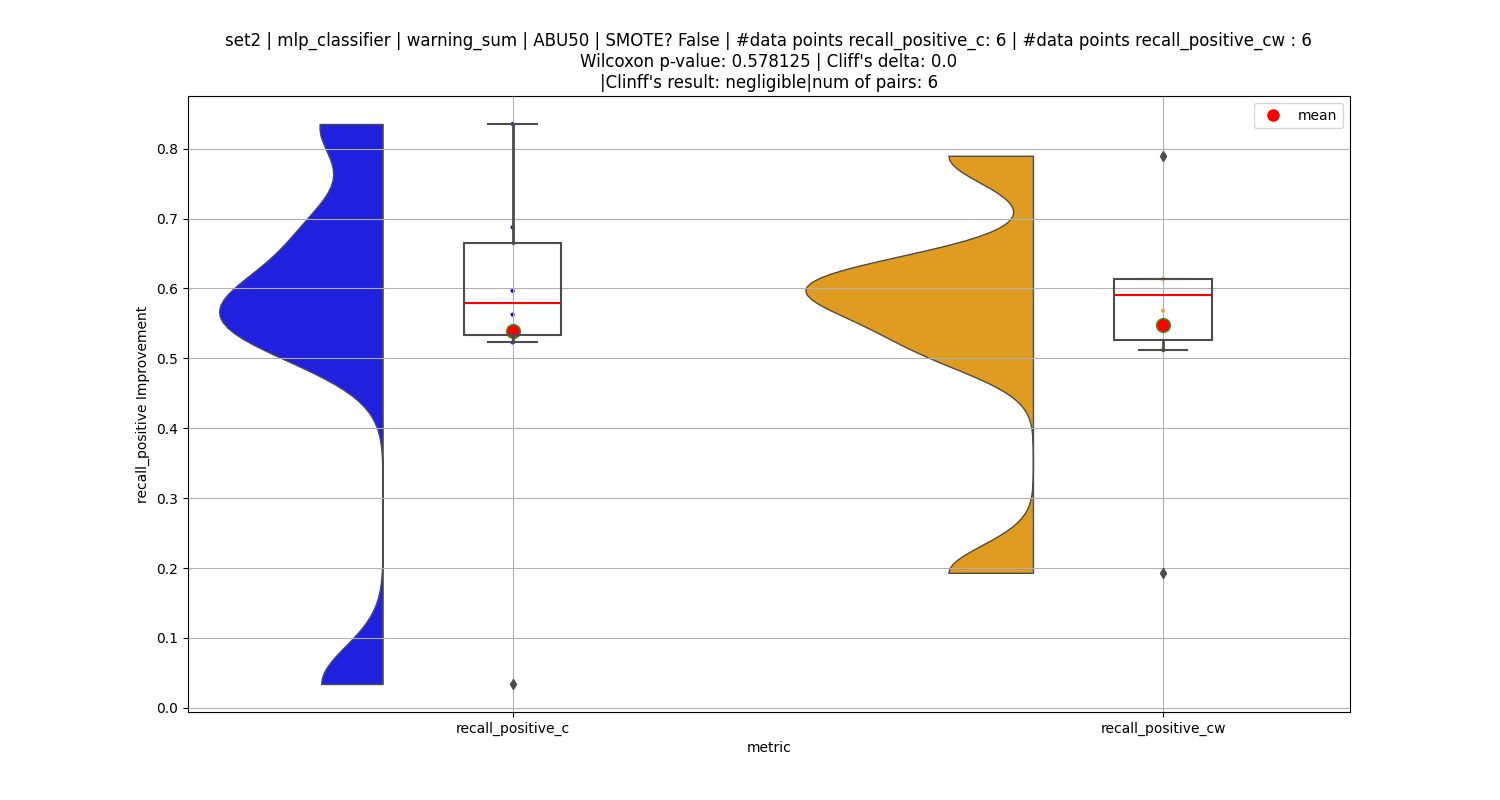 set2 | mlp_classifier | warning_sum | ABU50 | SMOTE? False | #data points recall_positive_c: 6 | #data points recall_positive_cw : 6
Wilcoxon p-value: 0.578125 | Cliff's delta: 0.0
|Clinff's result: negligible|num of pairs: 6
mean
0.8
0.7
0.6
0.5
0.4
0.3
0.2
0.1
0.0
recall_positive Improvement
recall_positive_c
recall_positive_cw
metric